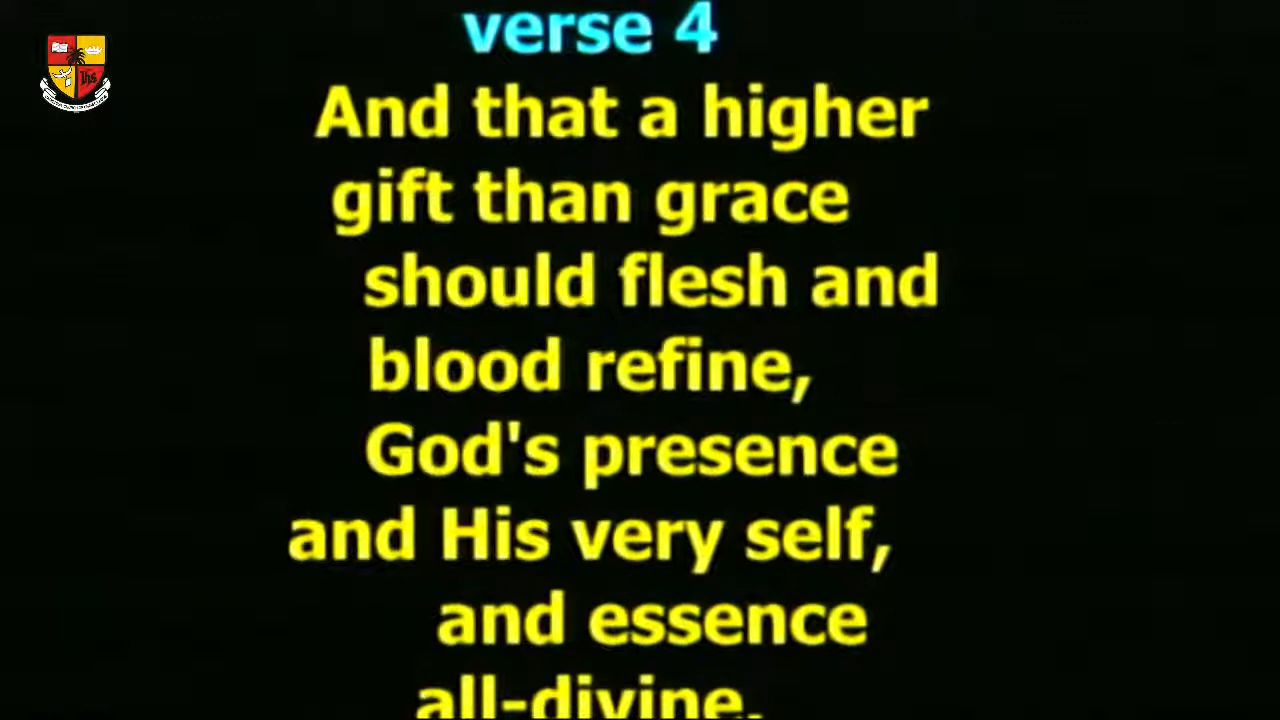 verse 4
And that a higher
gift than grace
should flesh and
blood refine,
God's presence
and His very self,
and essence
all-divine.
Ihs